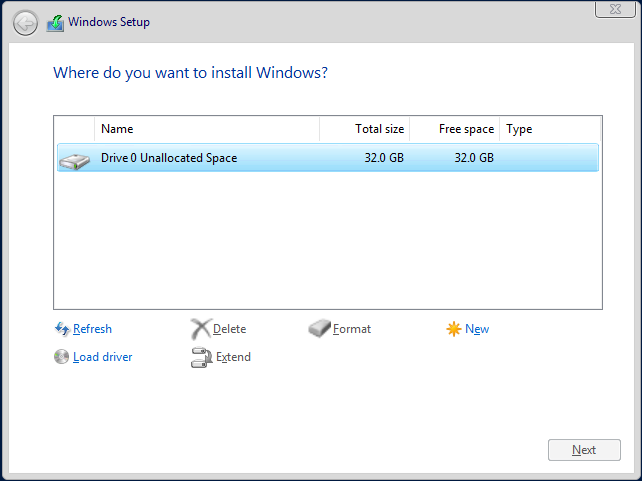 Windows Setup
Where do you want to install Windows?
Name Total size Free space Type
Drive 0 Unallocated Space 32.0 GB 32.0 GB
Refresh Delete Format New
Load driver Extend
Next